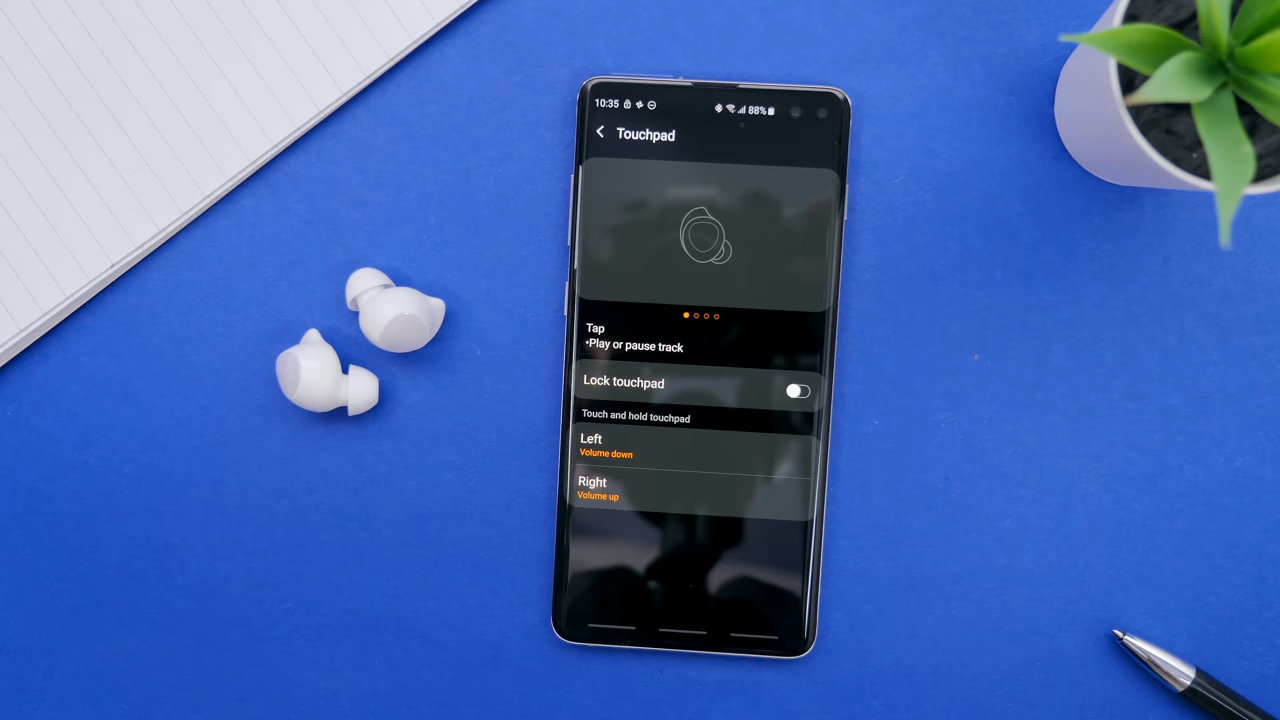 10:35 88%
Touchpad
Tap
•Play or pause track
Lock touchpad
Touch and hold touchpad
Left
Volume down
Right
Volume up